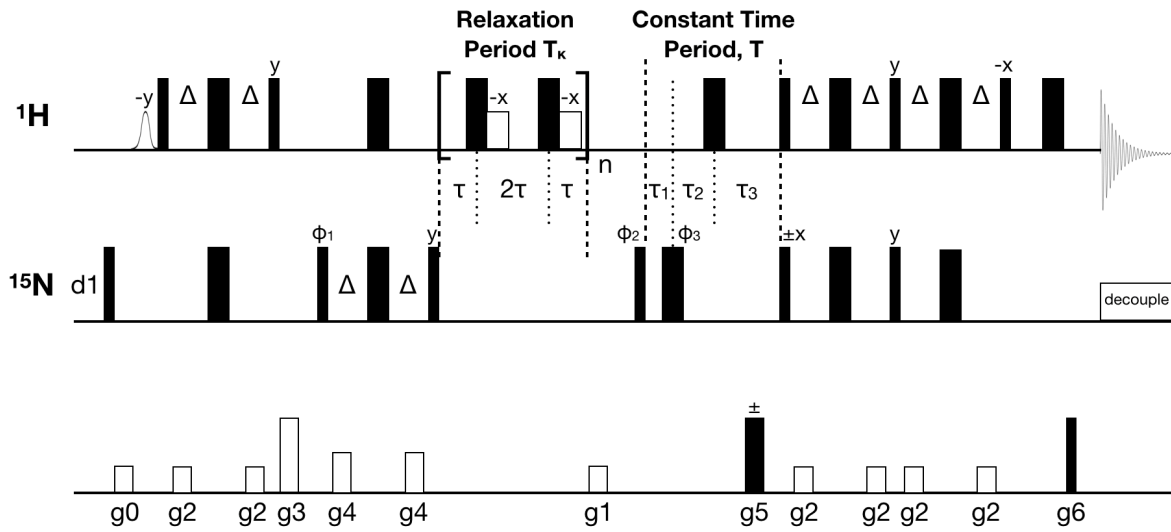 Relaxation
Period Tκ
Constant Time
Period, T
-y
Δ
Δ
y
-x
-x
y
-x
Δ
Δ
Δ
Δ
¹H
n
τ
2τ
τ
τ₁
τ₂
τ₃
ϕ₁
y
ϕ₂
ϕ₃
±x
y
¹⁵N
d1
Δ
Δ
decouple
±
g0
g2
g2
g3
g4
g4
g1
g5
g2
g2
g2
g2
g6